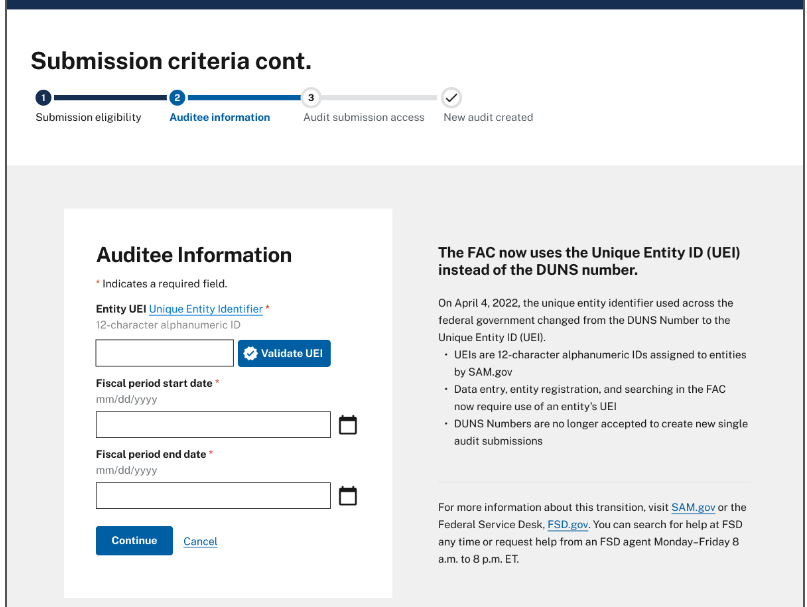 Submission criteria cont.
1
2
3
Submission eligibility
Auditee information
Audit submission access
New audit created
Auditee Information
* Indicates a required field.
Entity UEI Unique Entity Identifier *
12-character alphanumeric ID
Validate UEI
Fiscal period start date *
mm/dd/yyyy
Fiscal period end date *
mm/dd/yyyy
Continue
Cancel
The FAC now uses the Unique Entity ID (UEI)
instead of the DUNS number.
On April 4, 2022, the unique entity identifier used across the
federal government changed from the DUNS Number to the
Unique Entity ID (UEI).
• UEIs are 12-character alphanumeric IDs assigned to entities
by SAM.gov
• Data entry, entity registration, and searching in the FAC
now require use of an entity's UEI
• DUNS Numbers are no longer accepted to create new single
audit submissions
For more information about this transition, visit SAM.gov or the
Federal Service Desk, FSD.gov. You can search for help at FSD
any time or request help from an FSD agent Monday–Friday 8
a.m. to 8 p.m. ET.